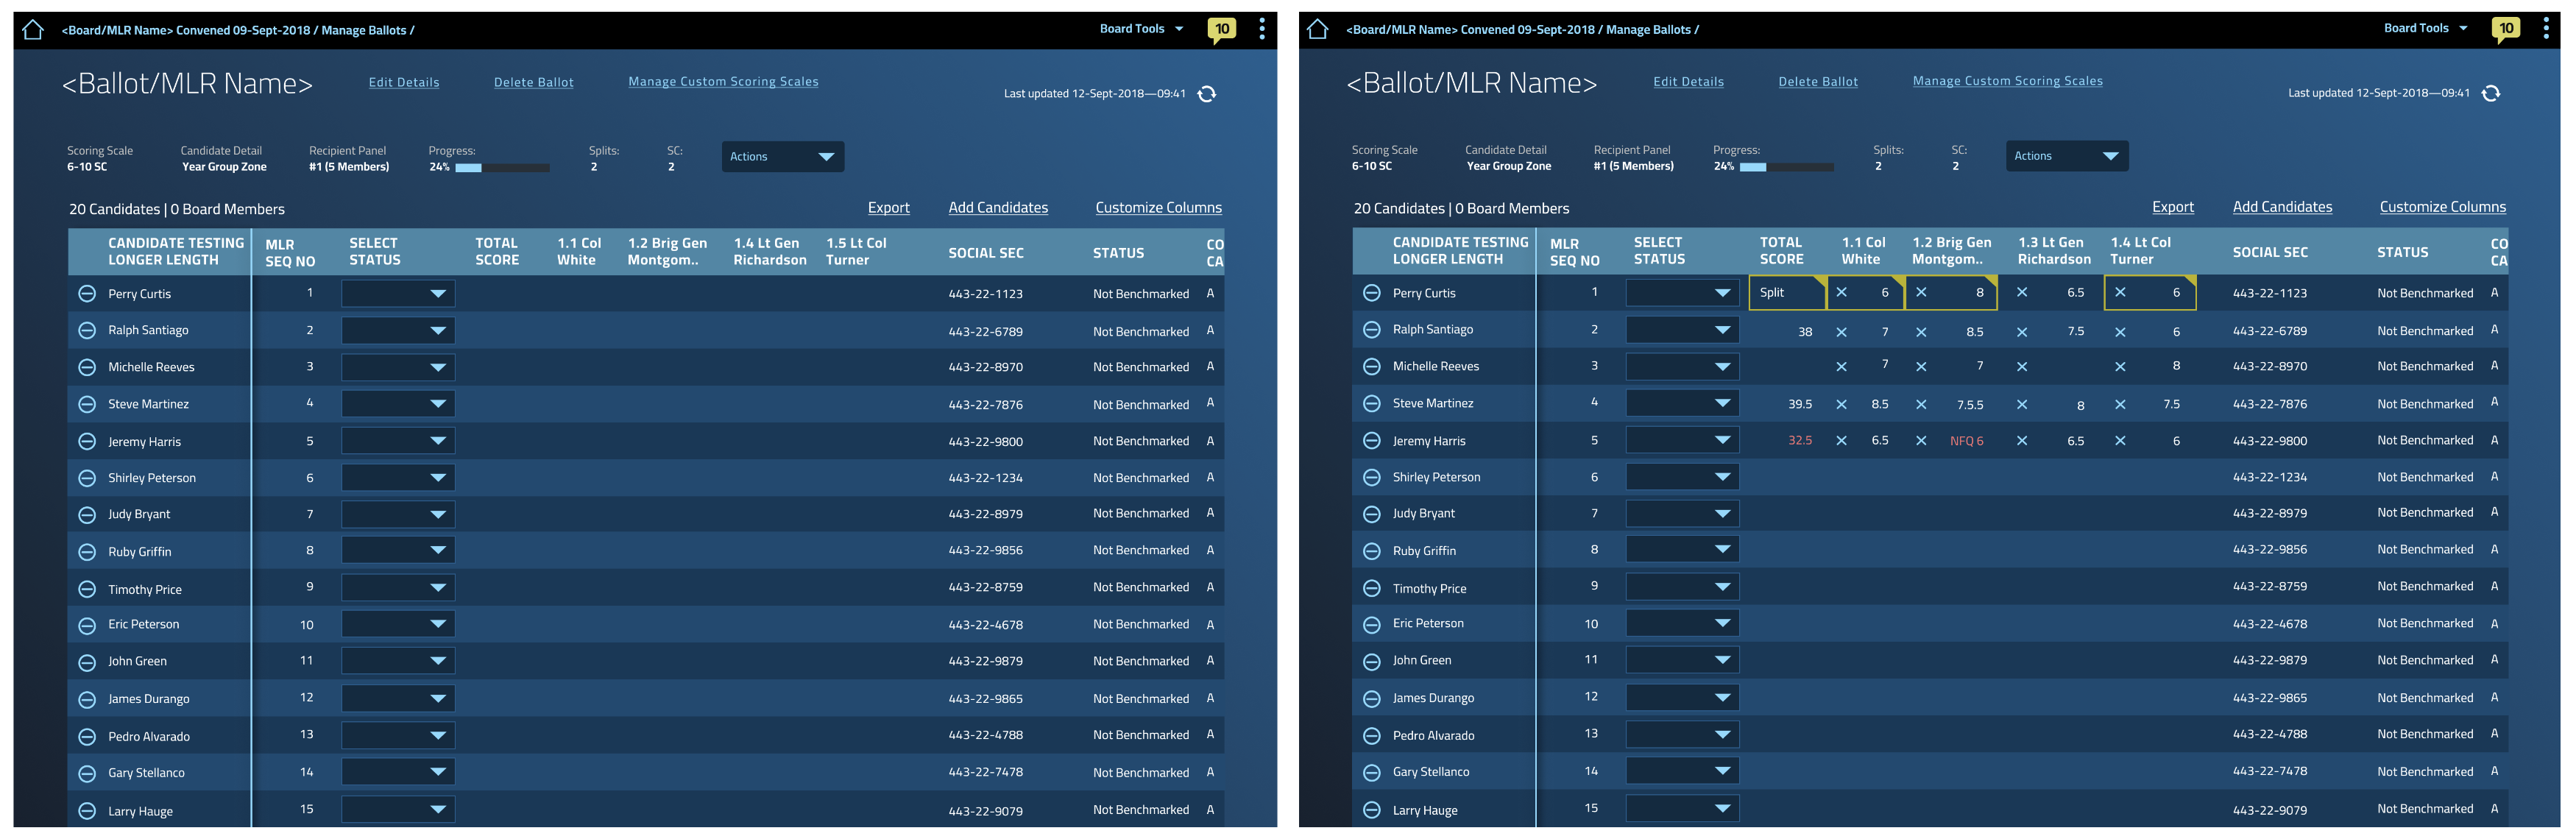 <Board/MLR Name> Convened 09-Sept-2018 / Manage Ballots /
Board Tools
10
<Ballot/MLR Name>
Edit Details
Delete Ballot
Manage Custom Scoring Scales
Last updated 12-Sept-2018—09:41
Scoring Scale Candidate Detail Recipient Panel Progress: Splits: SC:
6-10 SC Year Group Zone #1 (5 Members) 24% 2 2
Actions
20 Candidates | 0 Board Members
Export Add Candidates Customize Columns
CANDIDATE TESTING MLR SELECT TOTAL 1.1 Col 1.2 Brig Gen 1.4 Lt Gen 1.5 Lt Col SOCIAL SEC STATUS CO
LONGER LENGTH SEQ NO STATUS SCORE White Montgom.. Richardson Turner CA
Perry Curtis 1 443-22-1123 Not Benchmarked A
Ralph Santiago 2 443-22-6789 Not Benchmarked A
Michelle Reeves 3 443-22-8970 Not Benchmarked A
Steve Martinez 4 443-22-7876 Not Benchmarked A
Jeremy Harris 5 443-22-9800 Not Benchmarked A
Shirley Peterson 6 443-22-1234 Not Benchmarked A
Judy Bryant 7 443-22-8979 Not Benchmarked A
Ruby Griffin 8 443-22-9856 Not Benchmarked A
Timothy Price 9 443-22-8759 Not Benchmarked A
Eric Peterson 10 443-22-4678 Not Benchmarked A
John Green 11 443-22-9879 Not Benchmarked A
James Durango 12 443-22-9865 Not Benchmarked A
Pedro Alvarado 13 443-22-4788 Not Benchmarked A
Gary Stellanco 14 443-22-7478 Not Benchmarked A
Larry Hauge 15 443-22-9079 Not Benchmarked A
<Board/MLR Name> Convened 09-Sept-2018 / Manage Ballots /
Board Tools
10
<Ballot/MLR Name>
Edit Details
Delete Ballot
Manage Custom Scoring Scales
Last updated 12-Sept-2018—09:41
Scoring Scale Candidate Detail Recipient Panel Progress: Splits: SC:
6-10 SC Year Group Zone #1 (5 Members) 24% 2 2
Actions
20 Candidates | 0 Board Members
Export Add Candidates Customize Columns
CANDIDATE TESTING MLR SELECT TOTAL 1.1 Col 1.2 Brig Gen 1.3 Lt Gen 1.4 Lt Col SOCIAL SEC STATUS CO
LONGER LENGTH SEQ NO STATUS SCORE White Montgom.. Richardson Turner CA
Perry Curtis 1 Split 6 8 6.5 6 443-22-1123 Not Benchmarked A
Ralph Santiago 2 38 7 8.5 7.5 6 443-22-6789 Not Benchmarked A
Michelle Reeves 3 7 7 8 443-22-8970 Not Benchmarked A
Steve Martinez 4 39.5 8.5 7.5.5 8 7.5 443-22-7876 Not Benchmarked A
Jeremy Harris 5 32.5 6.5 NFQ 6 6.5 6 443-22-9800 Not Benchmarked A
Shirley Peterson 6 443-22-1234 Not Benchmarked A
Judy Bryant 7 443-22-8979 Not Benchmarked A
Ruby Griffin 8 443-22-9856 Not Benchmarked A
Timothy Price 9 443-22-8759 Not Benchmarked A
Eric Peterson 10 443-22-4678 Not Benchmarked A
John Green 11 443-22-9879 Not Benchmarked A
James Durango 12 443-22-9865 Not Benchmarked A
Pedro Alvarado 13 443-22-4788 Not Benchmarked A
Gary Stellanco 14 443-22-7478 Not Benchmarked A
Larry Hauge 15 443-22-9079 Not Benchmarked A